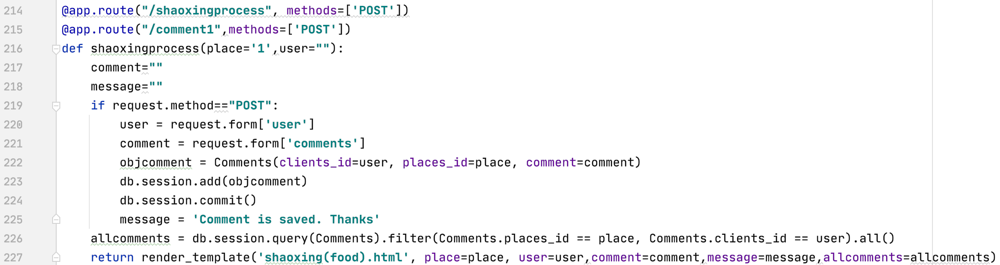 214 @app.route("/shaoxingprocess", methods=['POST'])
215 @app.route("/comment1",methods=['POST'])
216 def shaoxingprocess(place='1',user=""):
217     comment=""
218     message=""
219     if request.method=="POST":
220         user = request.form['user']
221         comment = request.form['comments']
222         objcomment = Comments(clients_id=user, places_id=place, comment=comment)
223         db.session.add(objcomment)
224         db.session.commit()
225         message = 'Comment is saved. Thanks'
226     allcomments = db.session.query(Comments).filter(Comments.places_id == place, Comments.clients_id == user).all()
227     return render_template('shaoxing(food).html', place=place, user=user,comment=comment,message=message,allcomments=allcomments)